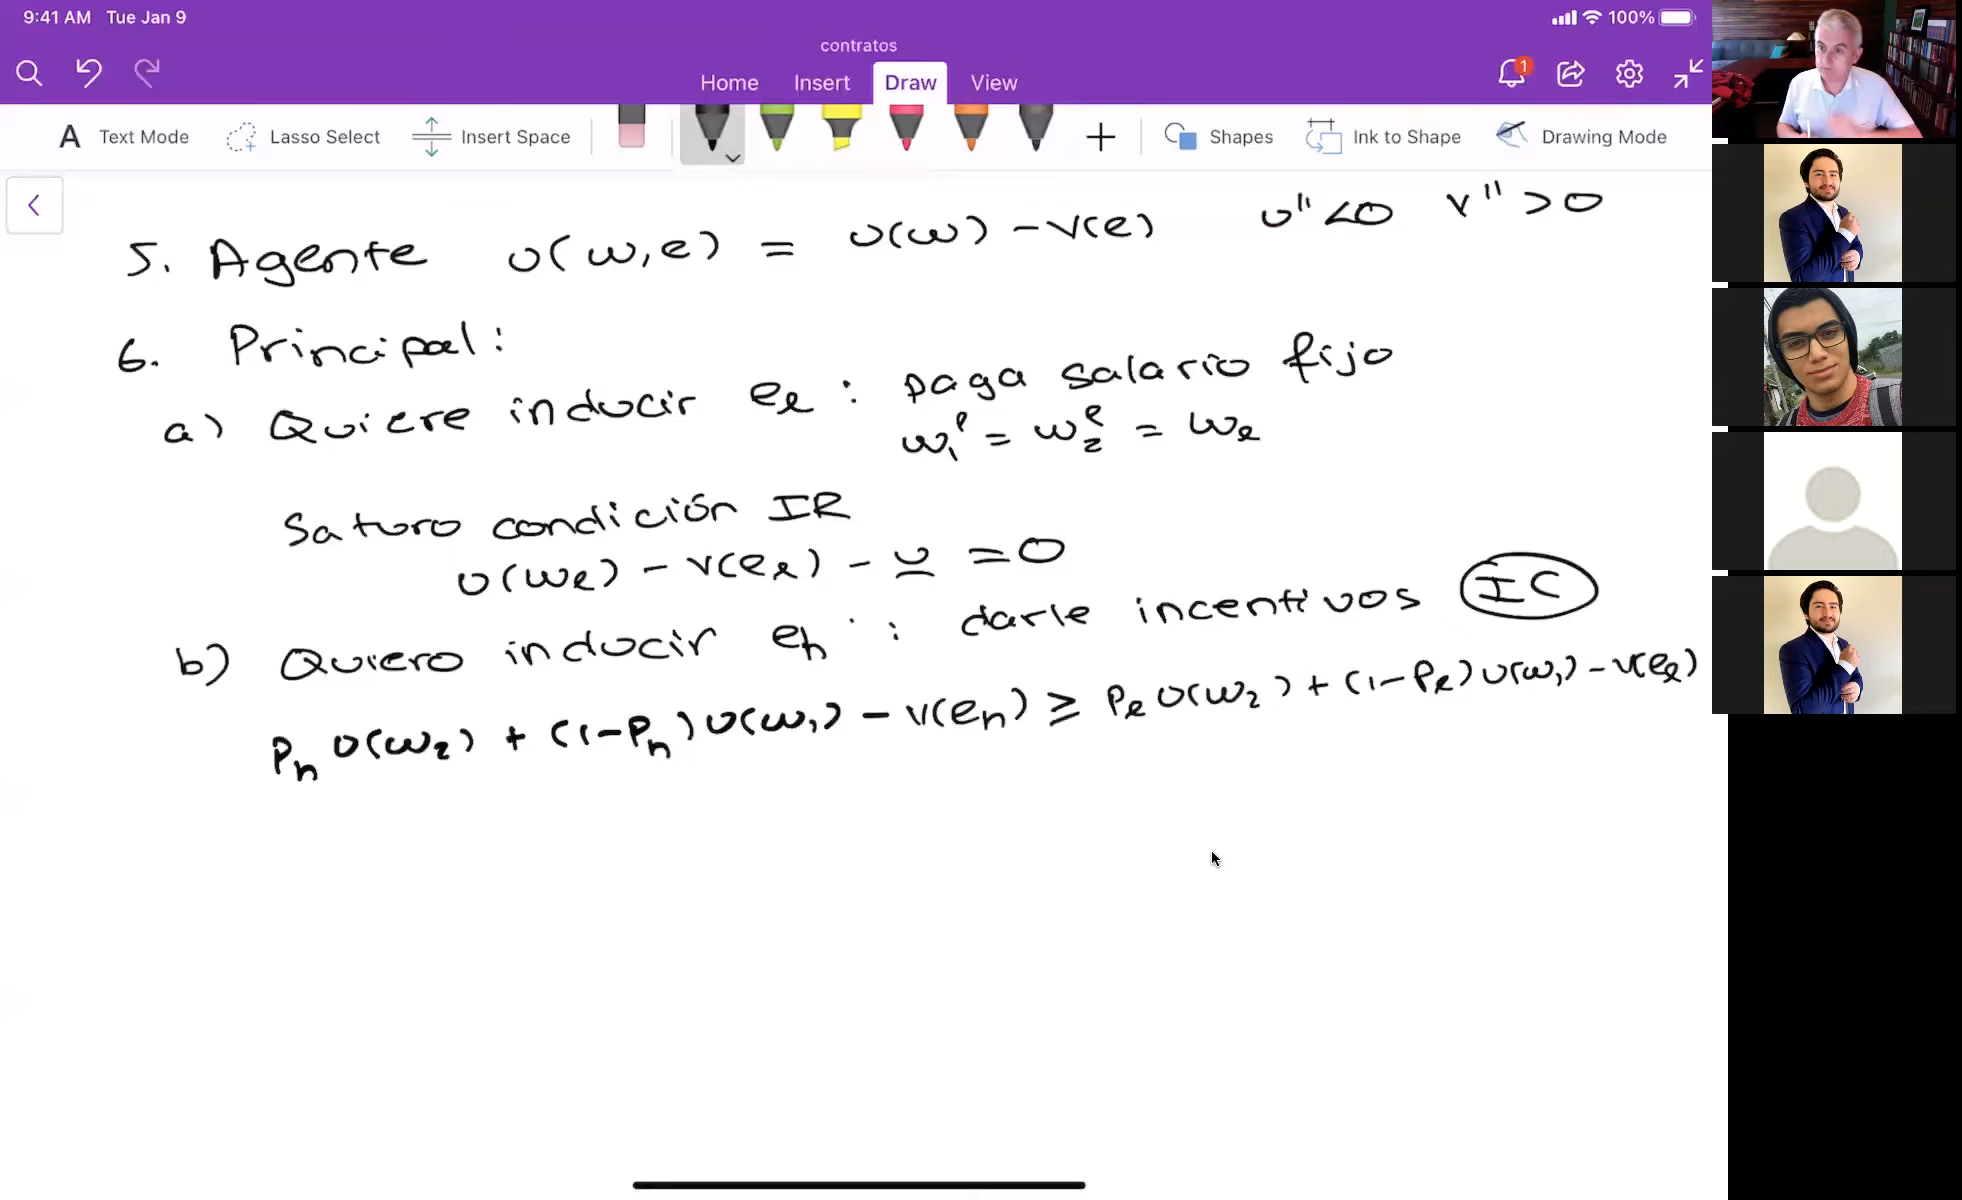 9:41 AM Tue Jan 9
100%
contratos
Home Insert Draw View
1
A Text Mode Lasso Select Insert Space Shapes Ink to Shape Drawing Mode
5. Agente u(w,e) = u(w) - v(e) u'' <0 v'' >0
6. Principal:
a) Quiere inducir eₗ : paga salario fijo
w₁ˡ = w₂ˡ = wₗ
Saturo condición IR
u(wₗ) - v(eₗ) - u̲ = 0
b) Quiero inducir eₕ : darle incentivos IC
Pₕ u(w₂) + (1-Pₕ) u(w₁) - v(eₕ) ≥ Pₗ u(w₂) + (1-Pₗ) u(w₁) - v(eₗ)